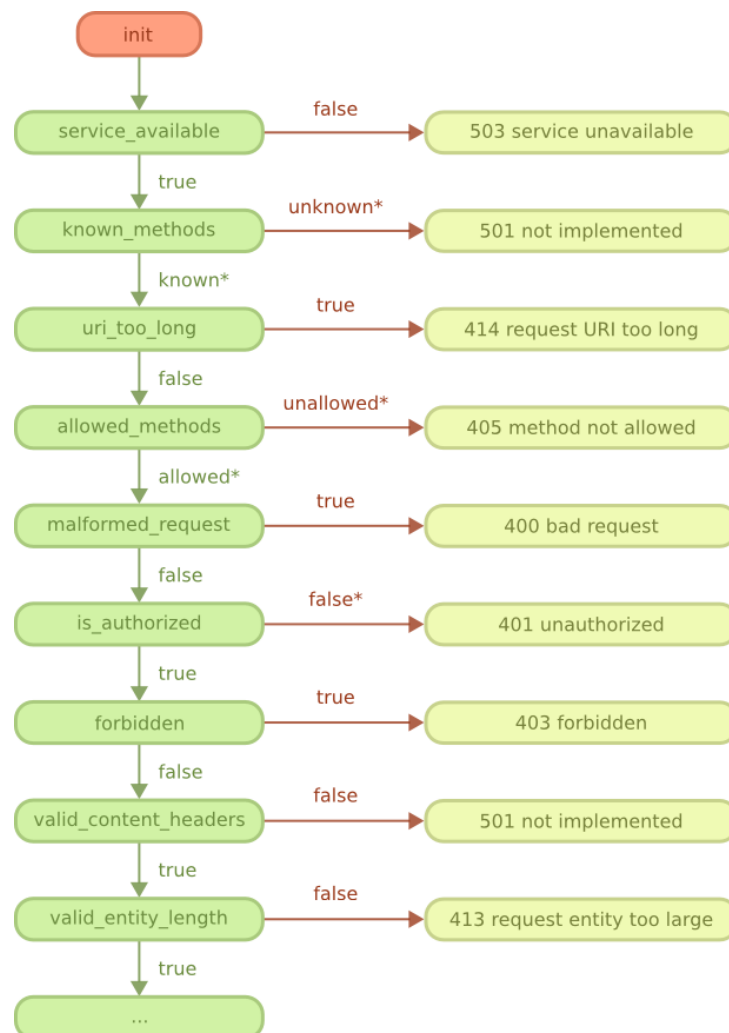 init
false
service_available
503 service unavailable
true
unknown*
known_methods
501 not implemented
known*
true
uri_too_long
414 request URI too long
false
unallowed*
allowed_methods
405 method not allowed
allowed*
true
malformed_request
400 bad request
false
false*
is_authorized
401 unauthorized
true
true
forbidden
403 forbidden
false
false
valid_content_headers
501 not implemented
true
false
valid_entity_length
413 request entity too large
true
...